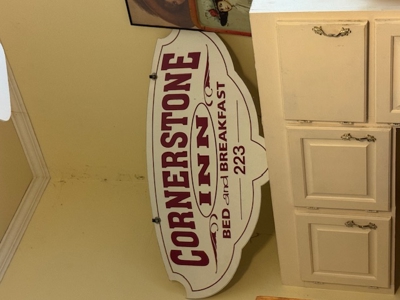 CORNERSTONE
INN
BED and BREAKFAST
223